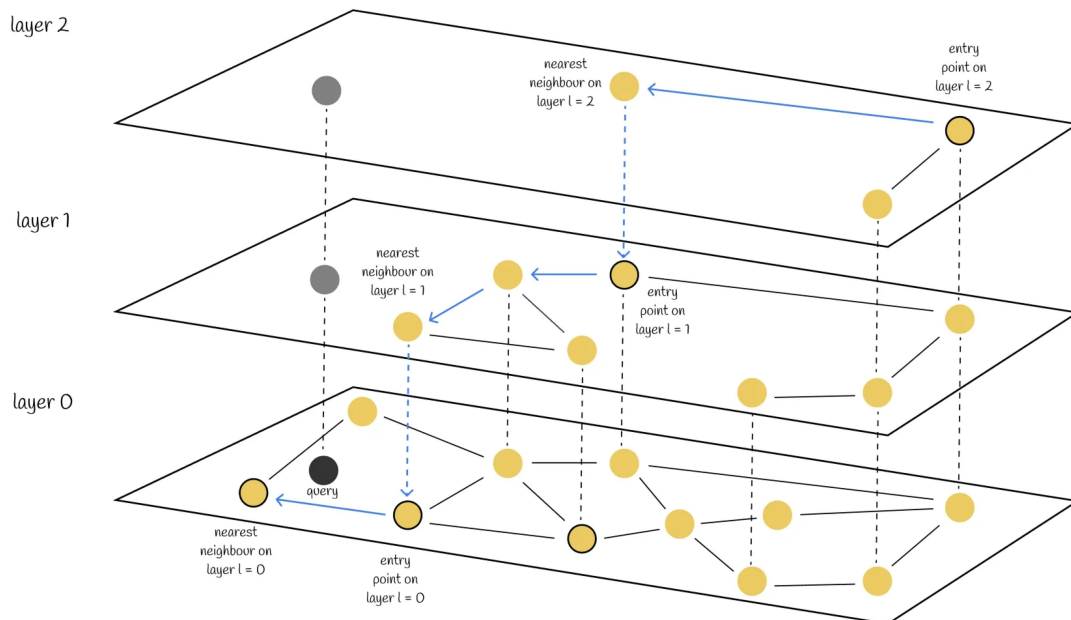 layer 2
nearest
neighbour on
layer l = 2
entry
point on
layer l = 2
layer 1
nearest
neighbour on
layer l = 1
entry
point on
layer l = 1
layer 0
query
nearest
neighbour on
layer l = 0
entry
point on
layer l = 0